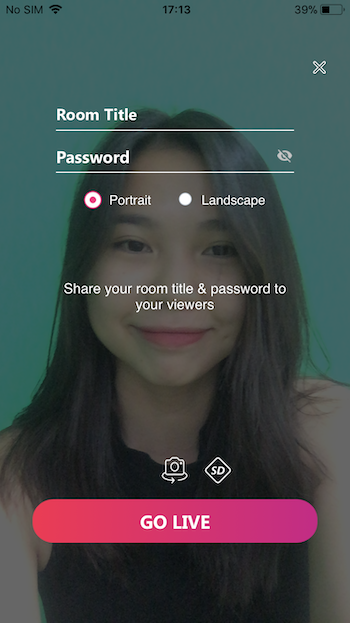 No SIM 17:13 39%
Room Title
Password
Portrait Landscape
Share your room title & password to
your viewers
SD
GO LIVE